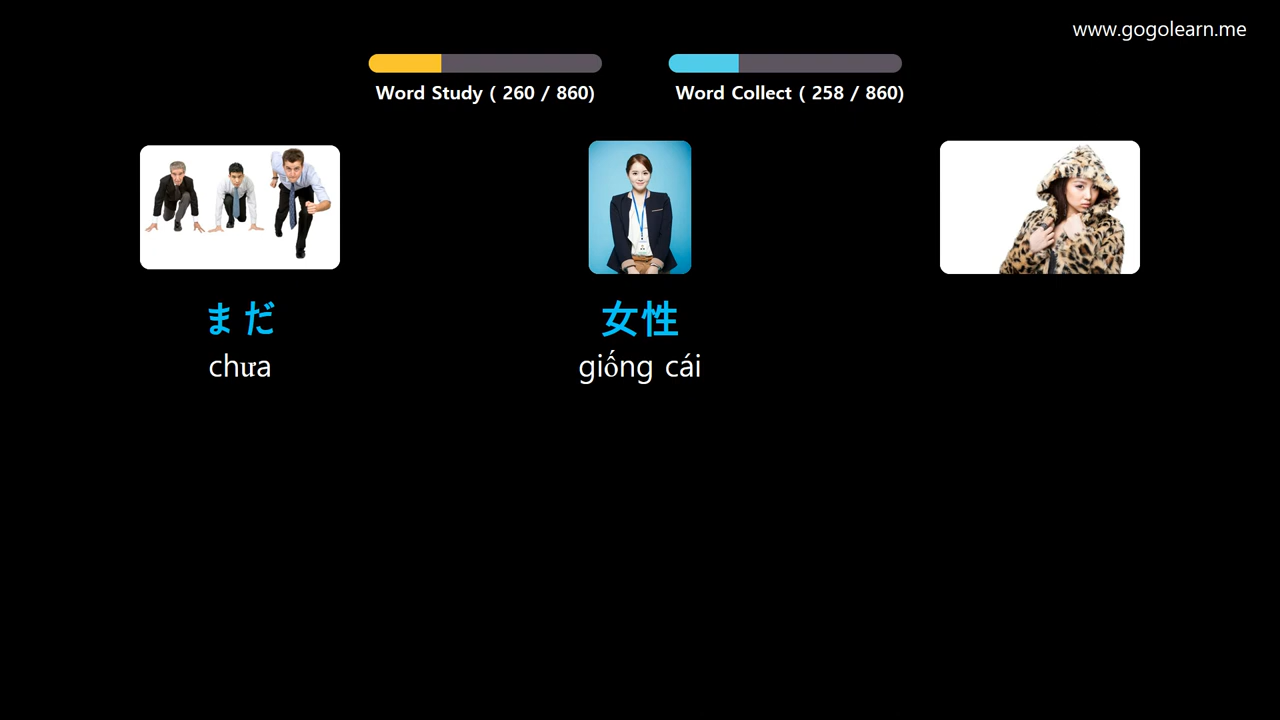 www.gogolearn.me
Word Study ( 260 / 860)
Word Collect ( 258 / 860)
まだ
chưa
女性
giống cái